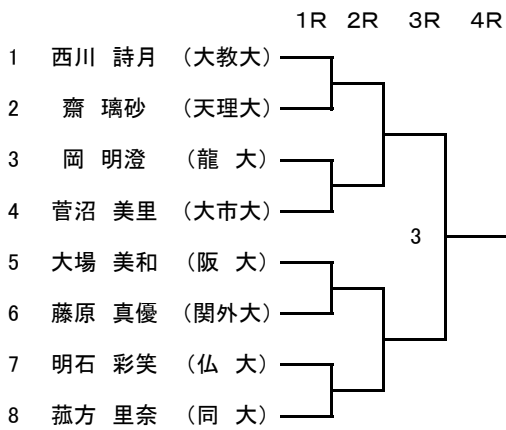 1R 2R 3R 4R
1 西川 詩月 (大教大)
2 齋 璃砂 (天理大)
3 岡 明澄 (龍 大)
4 菅沼 美里 (大市大)
3
5 大場 美和 (阪 大)
6 藤原 真優 (関外大)
7 明石 彩笑 (仏 大)
8 菰方 里奈 (同 大)